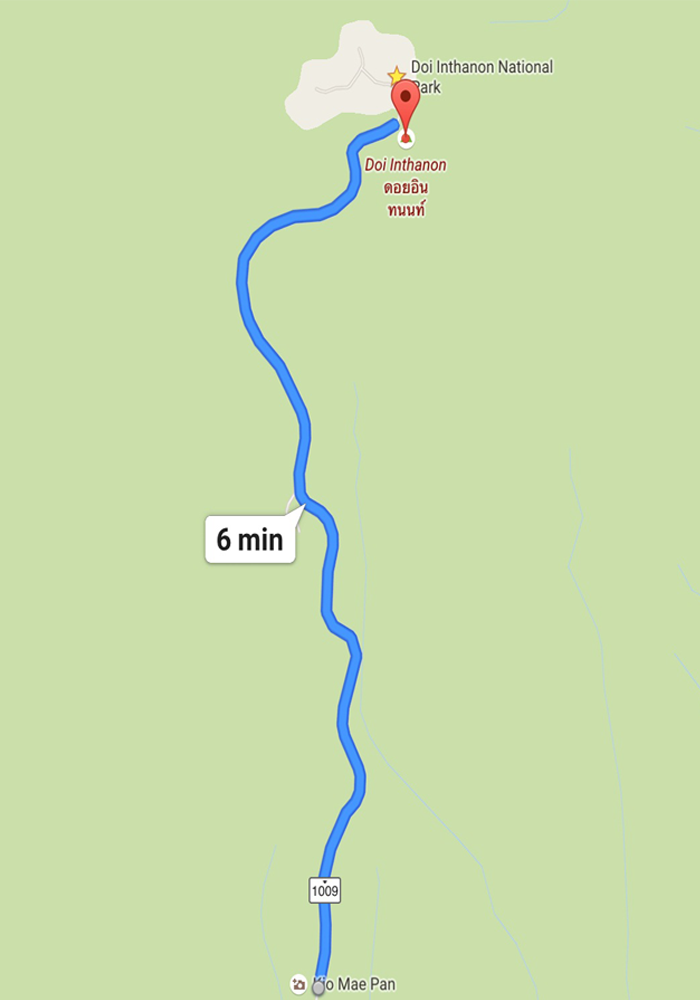 Doi Inthanon National
Park
Doi Inthanon
ดอยอิน
ทนนท์
6 min
1009
Kio Mae Pan